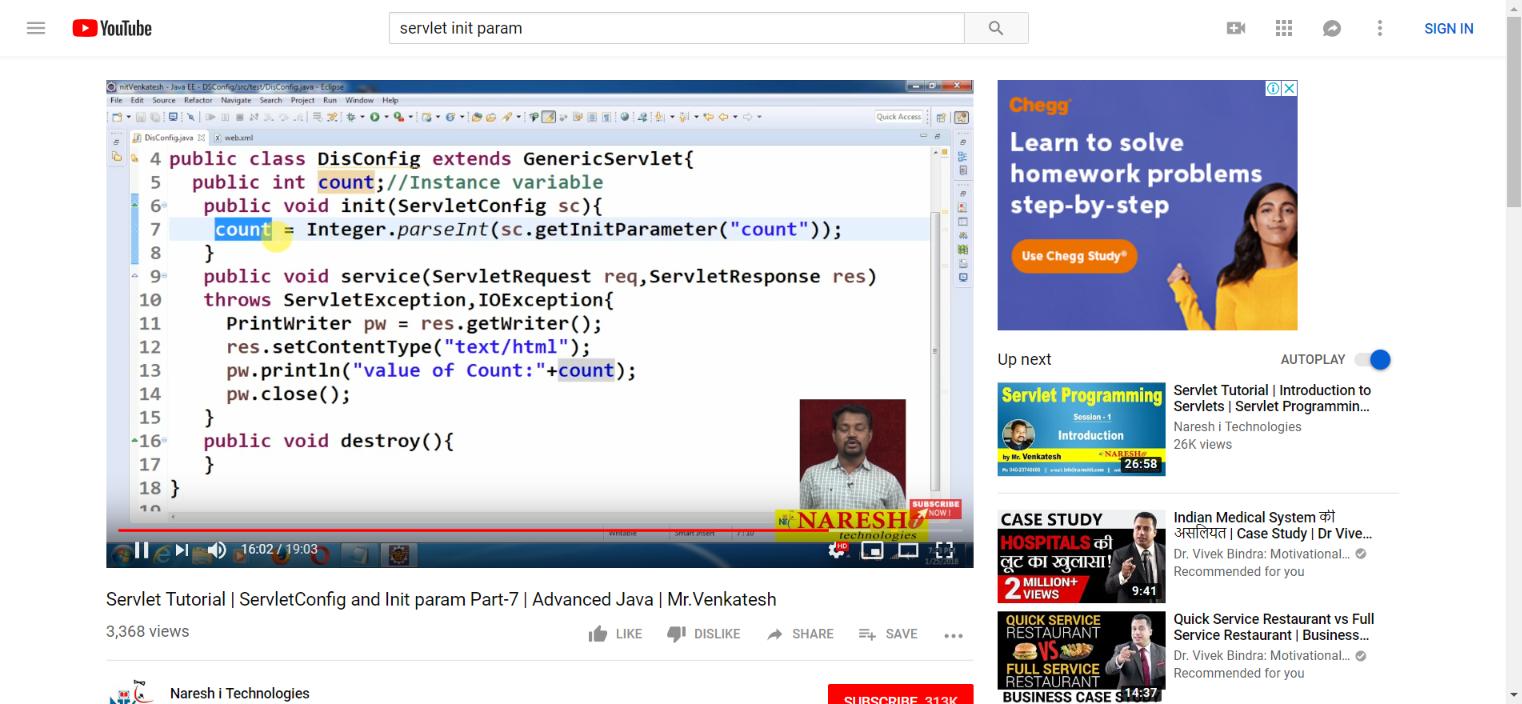 YouTube
servlet init param
SIGN IN
nitVenkatesh - Java EE - DSConfig/src/test/DisConfig.java - Eclipse
File Edit Source Refactor Navigate Search Project Run Window Help
Quick Access
DisConfig.java
web.xml
4 public class DisConfig extends GenericServlet{
5 public int count;//Instance variable
6 public void init(ServletConfig sc){
7 count = Integer.parseInt(sc.getInitParameter("count"));
8 }
9 public void service(ServletRequest req,ServletResponse res)
10 throws ServletException,IOException{
11 PrintWriter pw = res.getWriter();
12 res.setContentType("text/html");
13 pw.println("value of Count:"+count);
14 pw.close();
15 }
16 public void destroy(){
17 }
18 }
19
SUBSCRIBE
NOW !
NARESH i
technologies
Writable Smart Insert 7:10
16:02 / 19:03
HD
1/25/2018
Servlet Tutorial | ServletConfig and Init param Part-7 | Advanced Java | Mr.Venkatesh
3,368 views
LIKE DISLIKE SHARE SAVE
Naresh i Technologies
SUBSCRIBE 313K
Chegg
Learn to solve
homework problems
step-by-step
Use Chegg Study®
Up next
AUTOPLAY
Servlet Programming
Session - 1
Introduction
by Mr. Venkatesh
NARESH i
26:58
Servlet Tutorial | Introduction to
Servlets | Servlet Programmin...
Naresh i Technologies
26K views
CASE STUDY
HOSPITALS की
लूट का खुलासा!
2 MILLION+
VIEWS
9:41
Indian Medical System की
असलियत | Case Study | Dr Vive...
Dr. Vivek Bindra: Motivational...
Recommended for you
QUICK SERVICE
RESTAURANT
VS
FULL SERVICE
RESTAURANT
BUSINESS CASE STUDY
14:37
Quick Service Restaurant vs Full
Service Restaurant | Business...
Dr. Vivek Bindra: Motivational...
Recommended for you